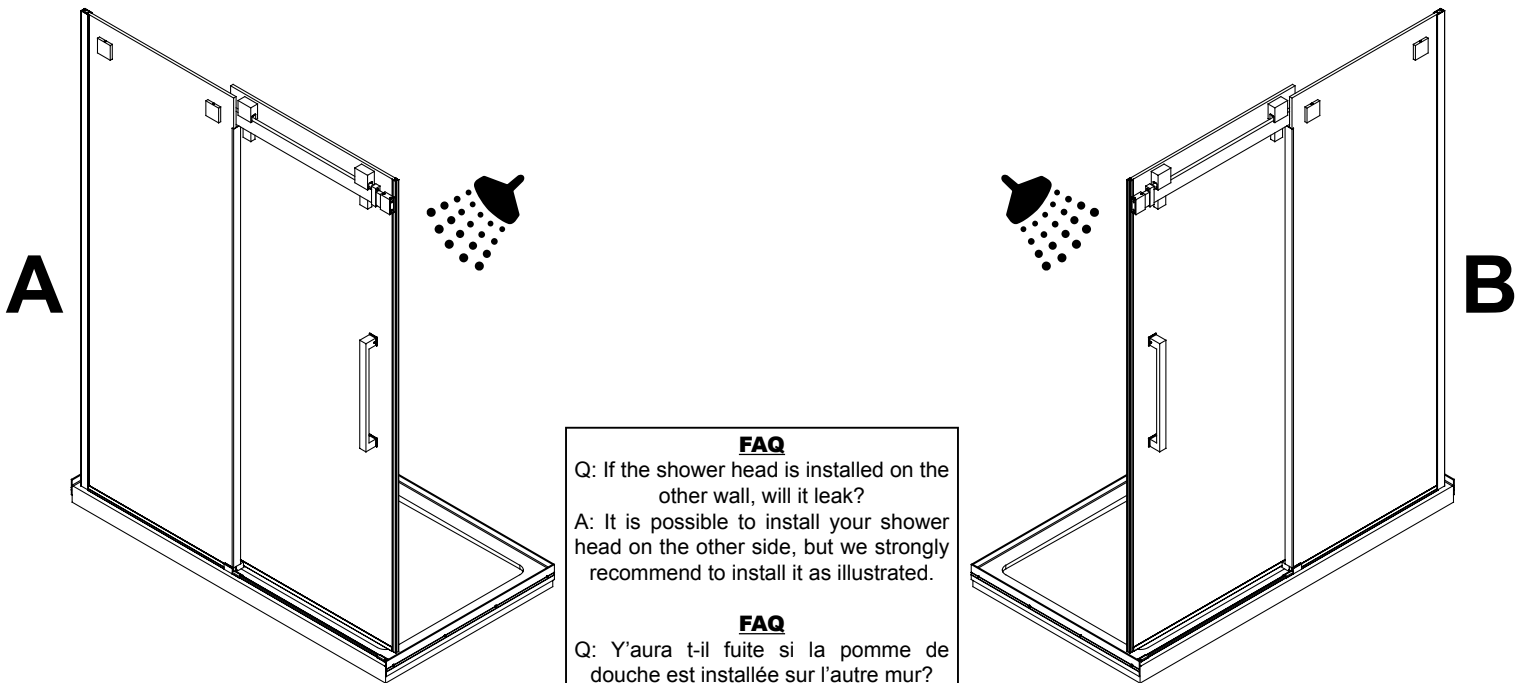 A
B
FAQ
Q: If the shower head is installed on the
other wall, will it leak?
A: It is possible to install your shower
head on the other side, but we strongly
recommend to install it as illustrated.
FAQ
Q: Y’aura t-il fuite si la pomme de
douche est installée sur l’autre mur?